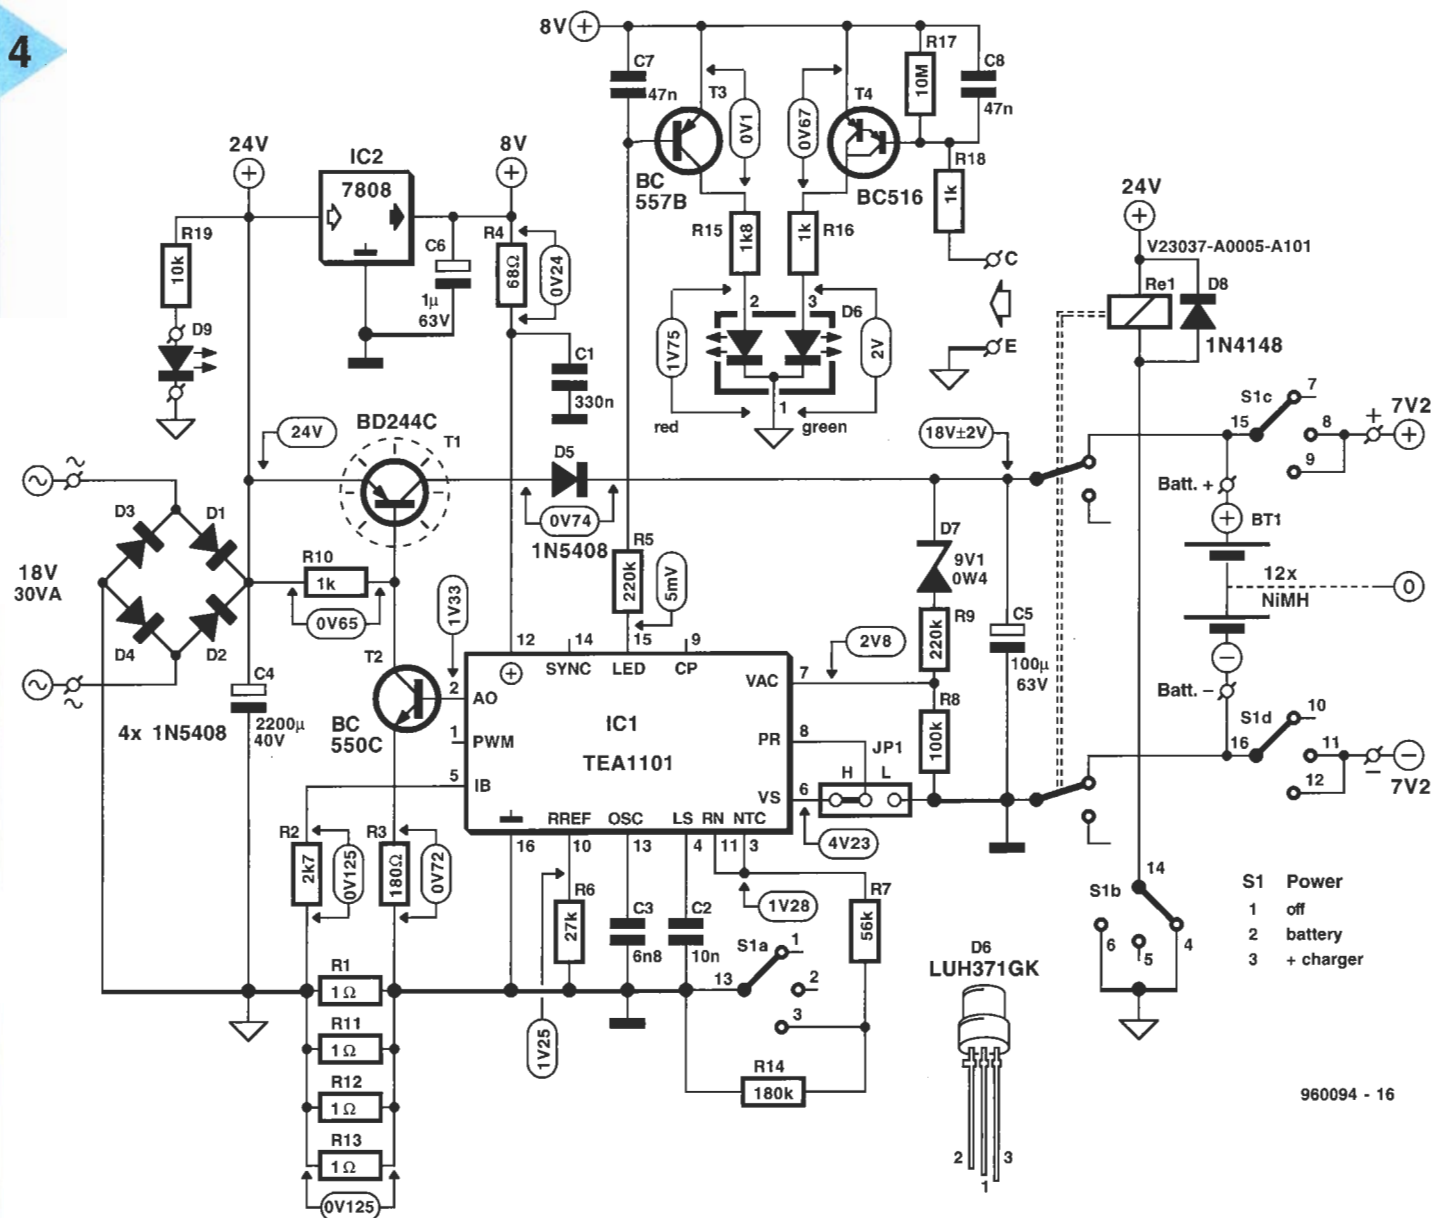 4
8V
24V
IC2
7808
8V
R19
10k
D9
C6
1µ
63V
R4
68Ω
0V24
C1
330n
C7
47n
T3
BC
557B
0V1
0V67
T4
BC516
R17
10M
C8
47n
R18
1k
R15
1k8
1k
R16
C
E
2
3
D6
1V75
2V
1
red
green
24V
V23037-A0005-A101
Re1
D8
1N4148
BD244C
T1
24V
D5
0V74
1N5408
18V±2V
S1c
7
15
8
9
+
7V2
+
Batt. +
+
BT1
12x
NiMH
0
−
Batt. −
S1d
10
16
11
12
−
−
7V2
~
~
D3
D1
D4
D2
18V
30VA
4x 1N5408
R10
1k
0V65
C4
2200µ
40V
T2
BC
550C
1V33
R5
220k
5mV
D7
9V1
0W4
R9
220k
C5
100µ
63V
2V8
R8
100k
12
14
15
9
SYNC
LED
CP
2
AO
1
PWM
5
IB
IC1
TEA1101
VAC
7
PR
8
VS
6
JP1
H
L
4V23
RREF
OSC
LS
RN
NTC
16
10
13
4
11
3
R2
2k7
0V125
R3
180Ω
0V72
R6
27k
1V25
C3
6n8
C2
10n
1V28
R7
56k
S1a
1
13
2
3
R14
180k
R1
1Ω
R11
1Ω
R12
1Ω
R13
1Ω
0V125
14
S1b
6
5
4
S1 Power
1 off
2 battery
3 + charger
D6
LUH371GK
2
1
3
960094 - 16